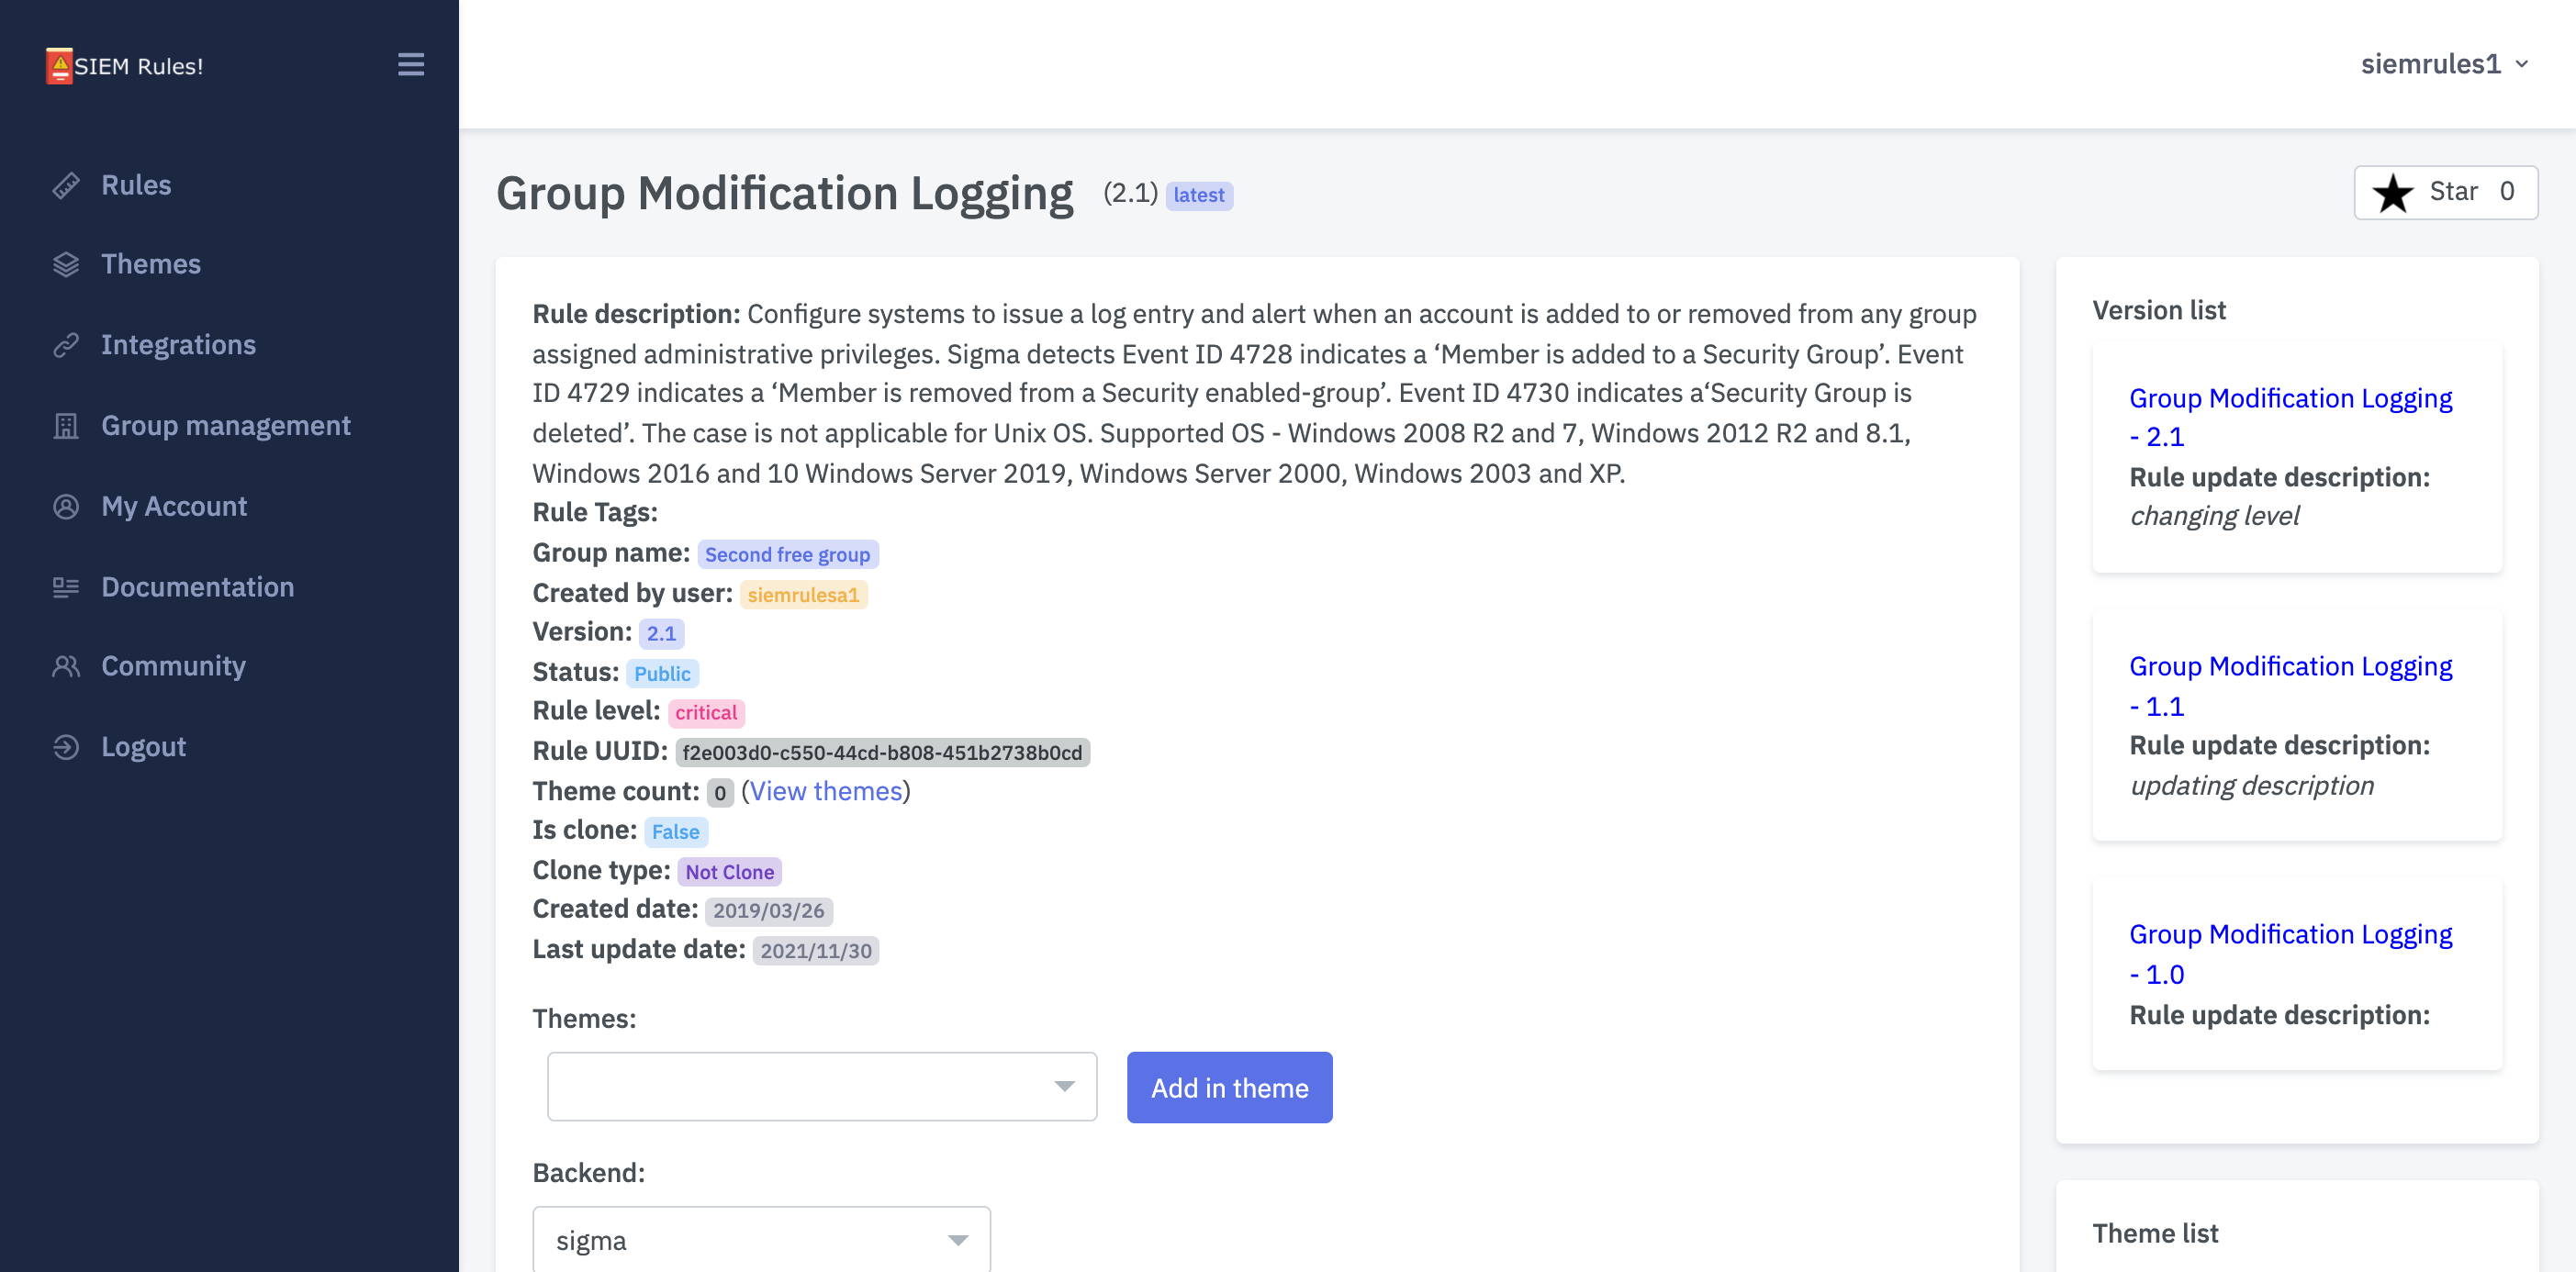 SIEM Rules!
siemrules1
Rules
Themes
Integrations
Group management
My Account
Documentation
Community
Logout
Group Modification Logging (2.1) latest
Star 0
Rule description: Configure systems to issue a log entry and alert when an account is added to or removed from any group
assigned administrative privileges. Sigma detects Event ID 4728 indicates a ‘Member is added to a Security Group’. Event
ID 4729 indicates a ‘Member is removed from a Security enabled-group’. Event ID 4730 indicates a‘Security Group is
deleted’. The case is not applicable for Unix OS. Supported OS - Windows 2008 R2 and 7, Windows 2012 R2 and 8.1,
Windows 2016 and 10 Windows Server 2019, Windows Server 2000, Windows 2003 and XP.
Rule Tags:
Group name: Second free group
Created by user: siemrulesa1
Version: 2.1
Status: Public
Rule level: critical
Rule UUID: f2e003d0-c550-44cd-b808-451b2738b0cd
Theme count: 0 (View themes)
Is clone: False
Clone type: Not Clone
Created date: 2019/03/26
Last update date: 2021/11/30
Themes:
Add in theme
Backend:
sigma
Version list
Group Modification Logging
- 2.1
Rule update description:
changing level
Group Modification Logging
- 1.1
Rule update description:
updating description
Group Modification Logging
- 1.0
Rule update description:
Theme list